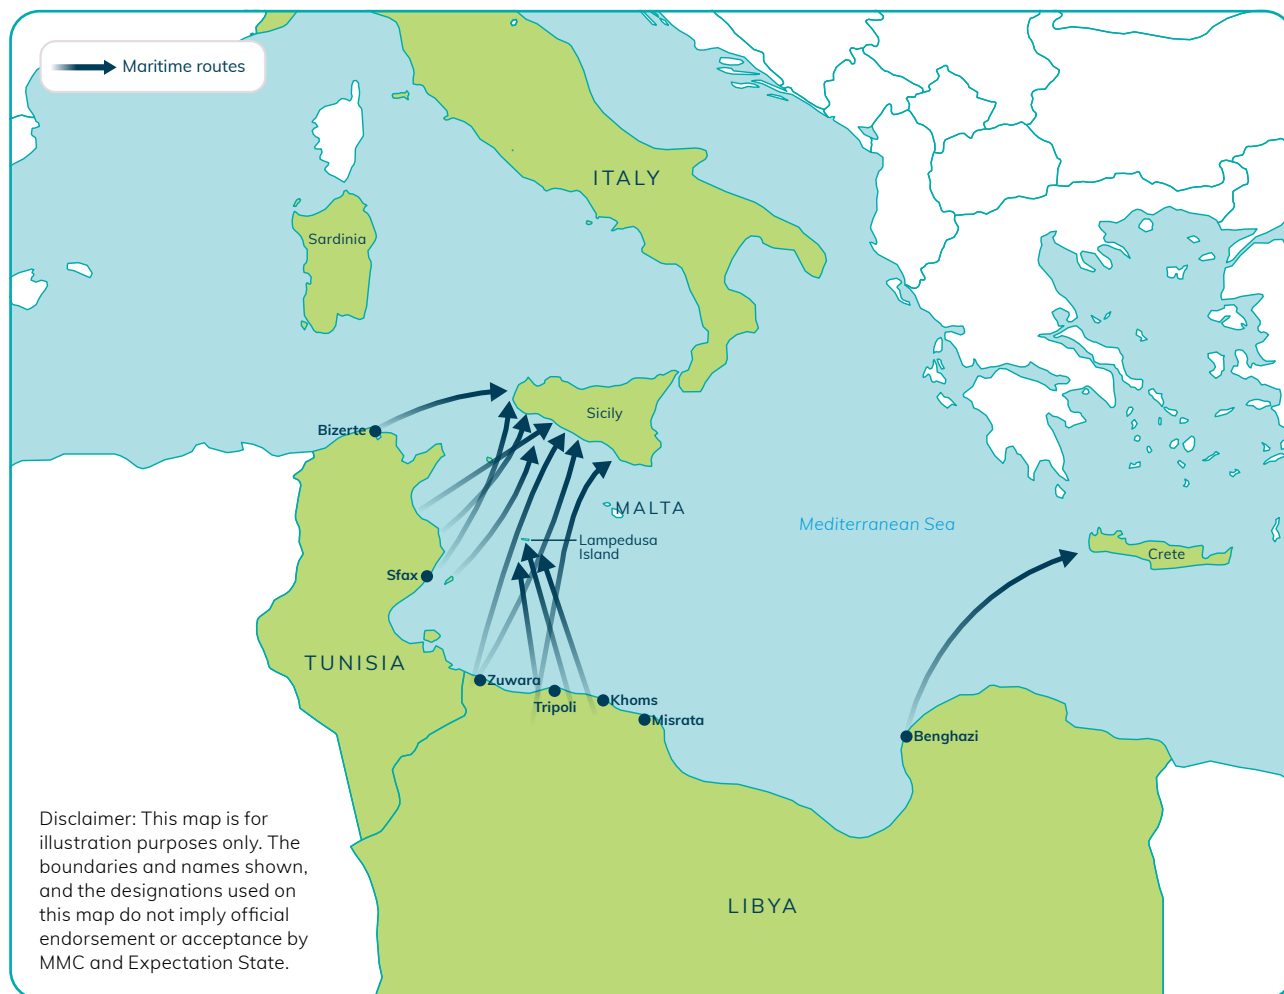 Maritime routes
ITALY
Sardinia
Sicily
Bizerte
MALTA
Mediterranean Sea
Lampedusa
Island
Crete
Sfax
TUNISIA
Zuwara
Tripoli
Khoms
Misrata
Benghazi
LIBYA
Disclaimer: This map is for
illustration purposes only. The
boundaries and names shown,
and the designations used on
this map do not imply official
endorsement or acceptance by
MMC and Expectation State.